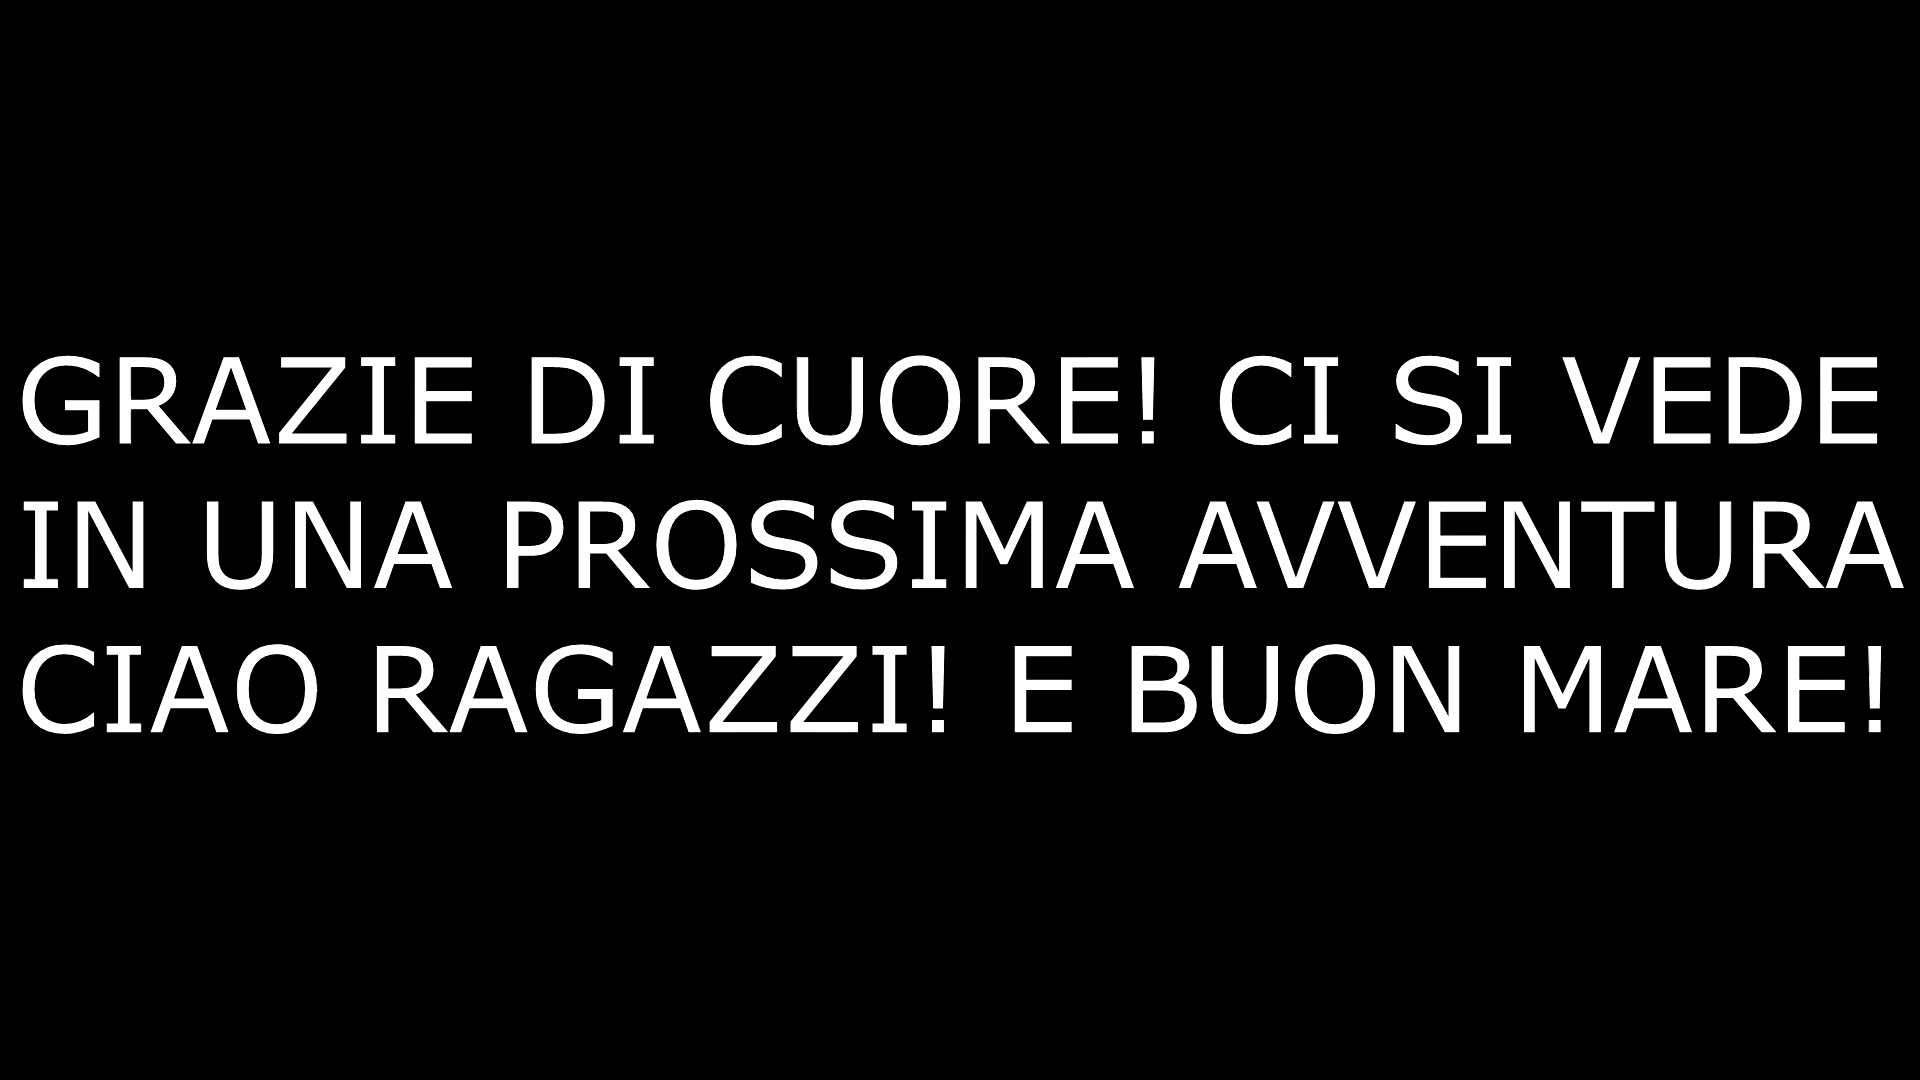 GRAZIE DI CUORE! CI SI VEDE
IN UNA PROSSIMA AVVENTURA
CIAO RAGAZZI! E BUON MARE!